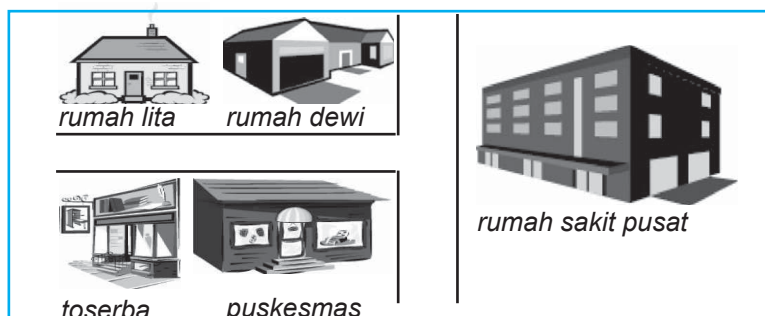 rumah lita rumah dewi
rumah sakit pusat
toserba puskesmas